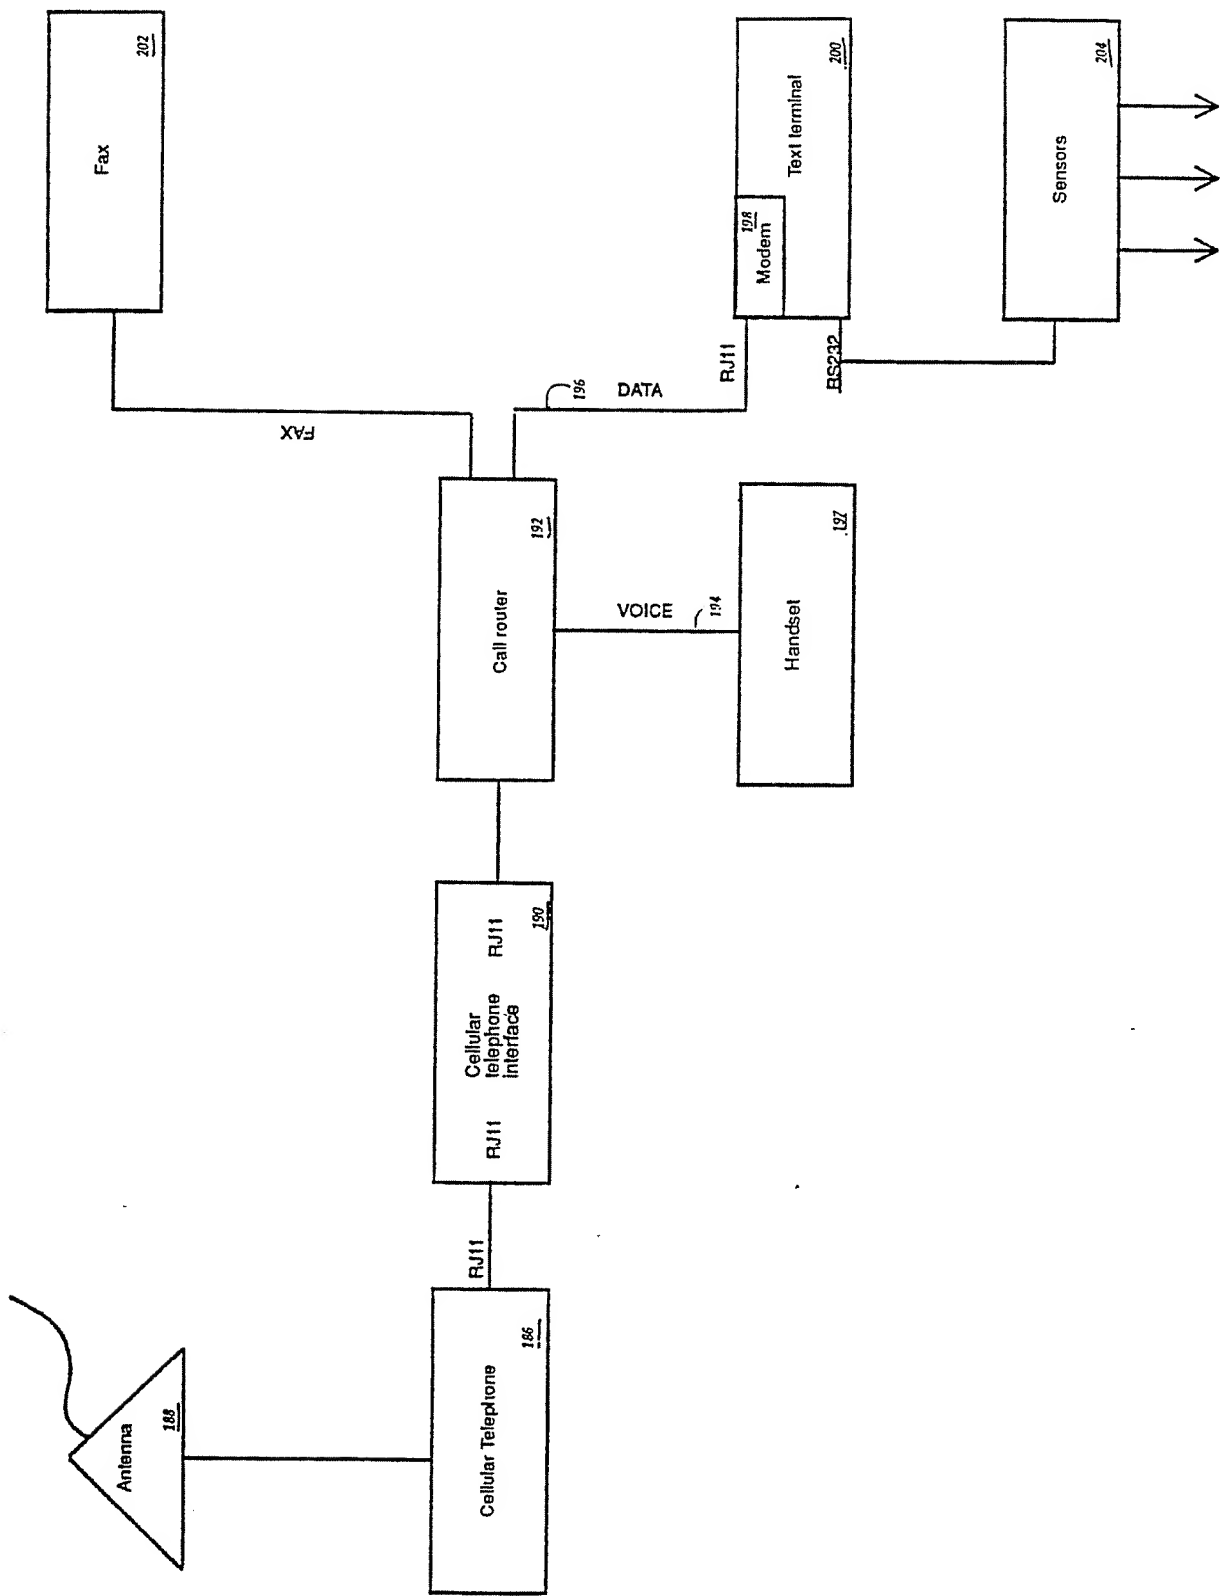 Antenna
188
Cellular Telephone
186
RJ11
RJ11
Cellular
telephone
interface
RJ11
190
Call router
192
VOICE
194
Handset
197
FAX
Fax
202
196
DATA
RJ11
RS232
Modem
198
Text terminal
200
Sensors
204